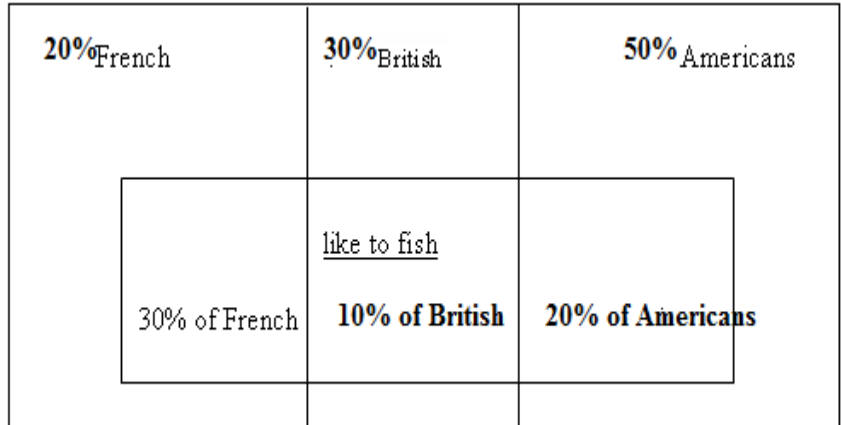 20% French 30% British 50% Americans
like to fish
30% of French 10% of British 20% of Americans